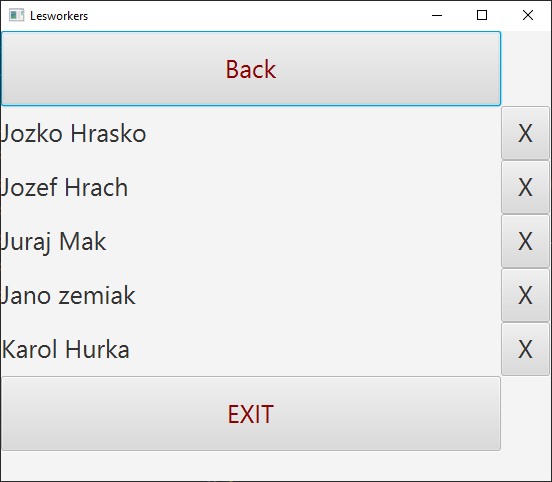 Lesworkers
Back
Jozko Hrasko X
Jozef Hrach X
Juraj Mak X
Jano zemiak X
Karol Hurka X
EXIT